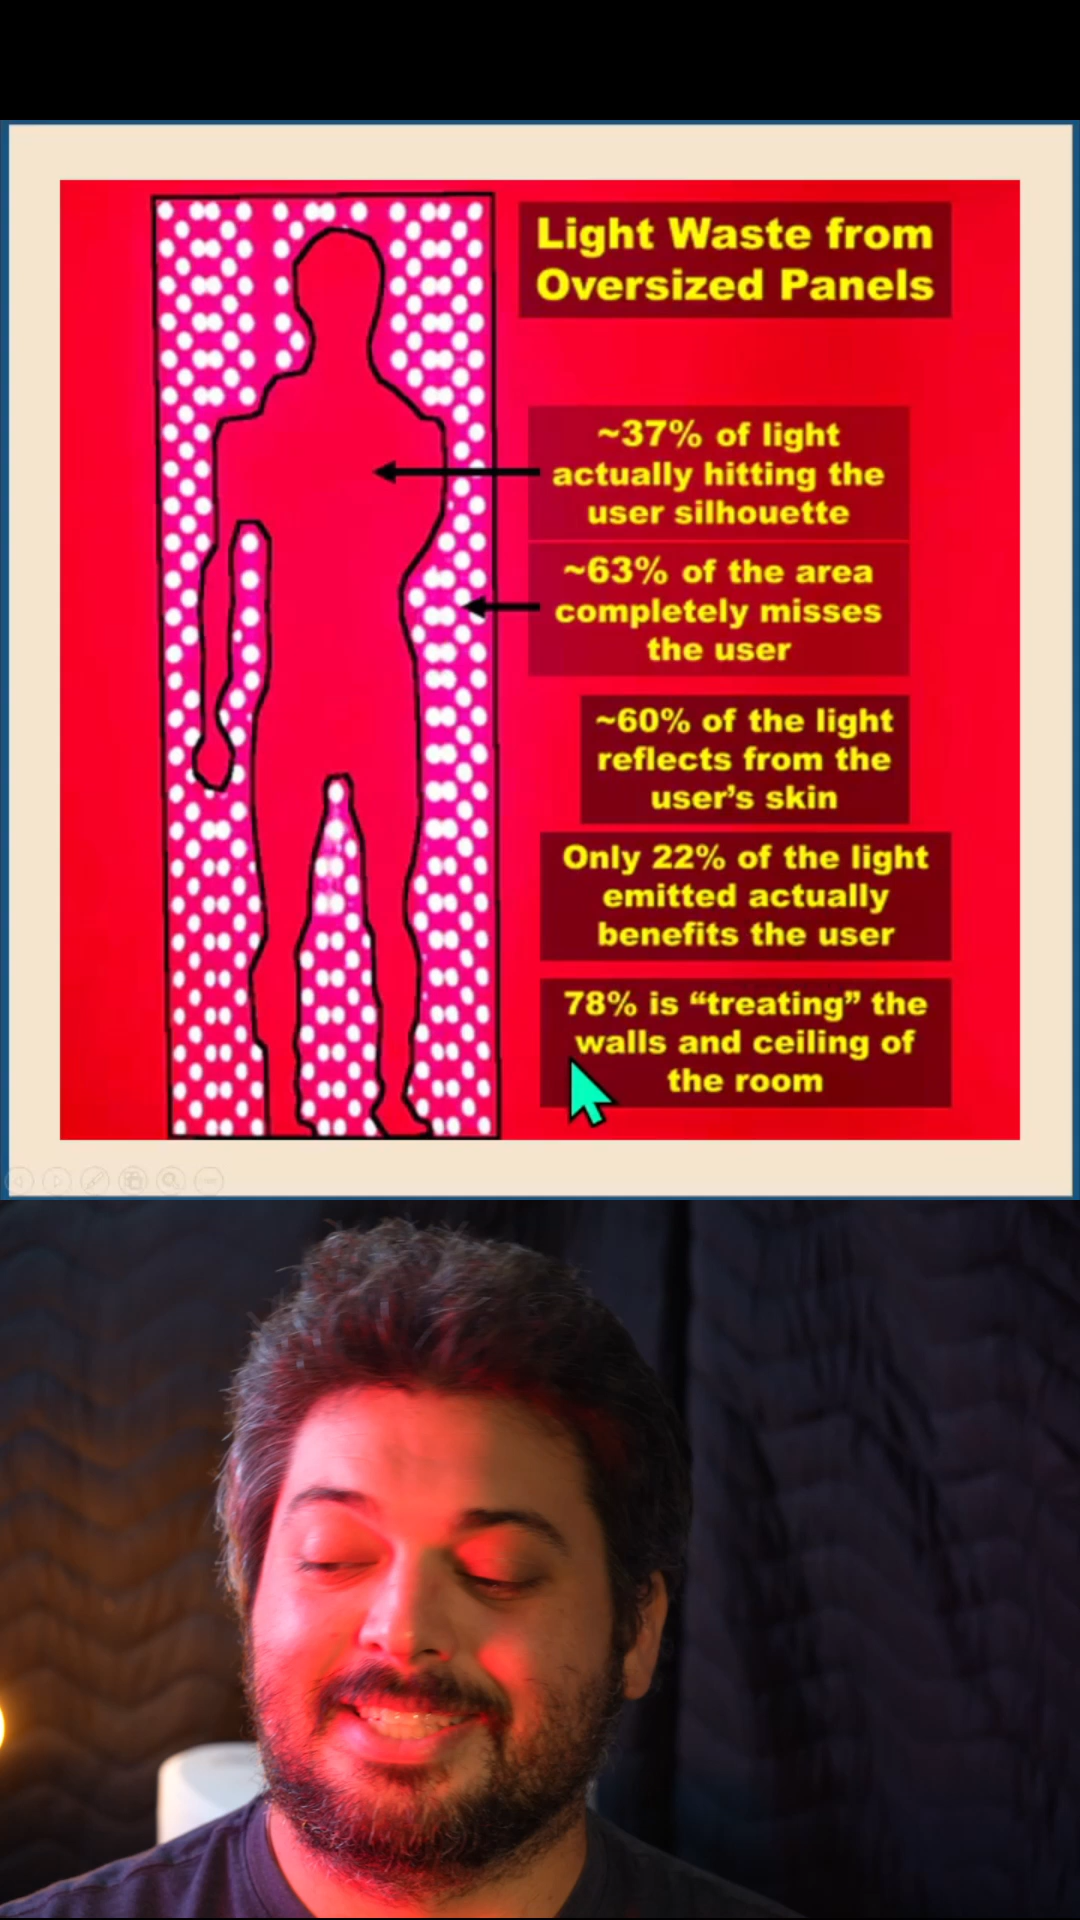 Light Waste from
Oversized Panels
~37% of light
actually hitting the
user silhouette
~63% of the area
completely misses
the user
~60% of the light
reflects from the
user's skin
Only 22% of the light
emitted actually
benefits the user
78% is “treating” the
walls and ceiling of
the room